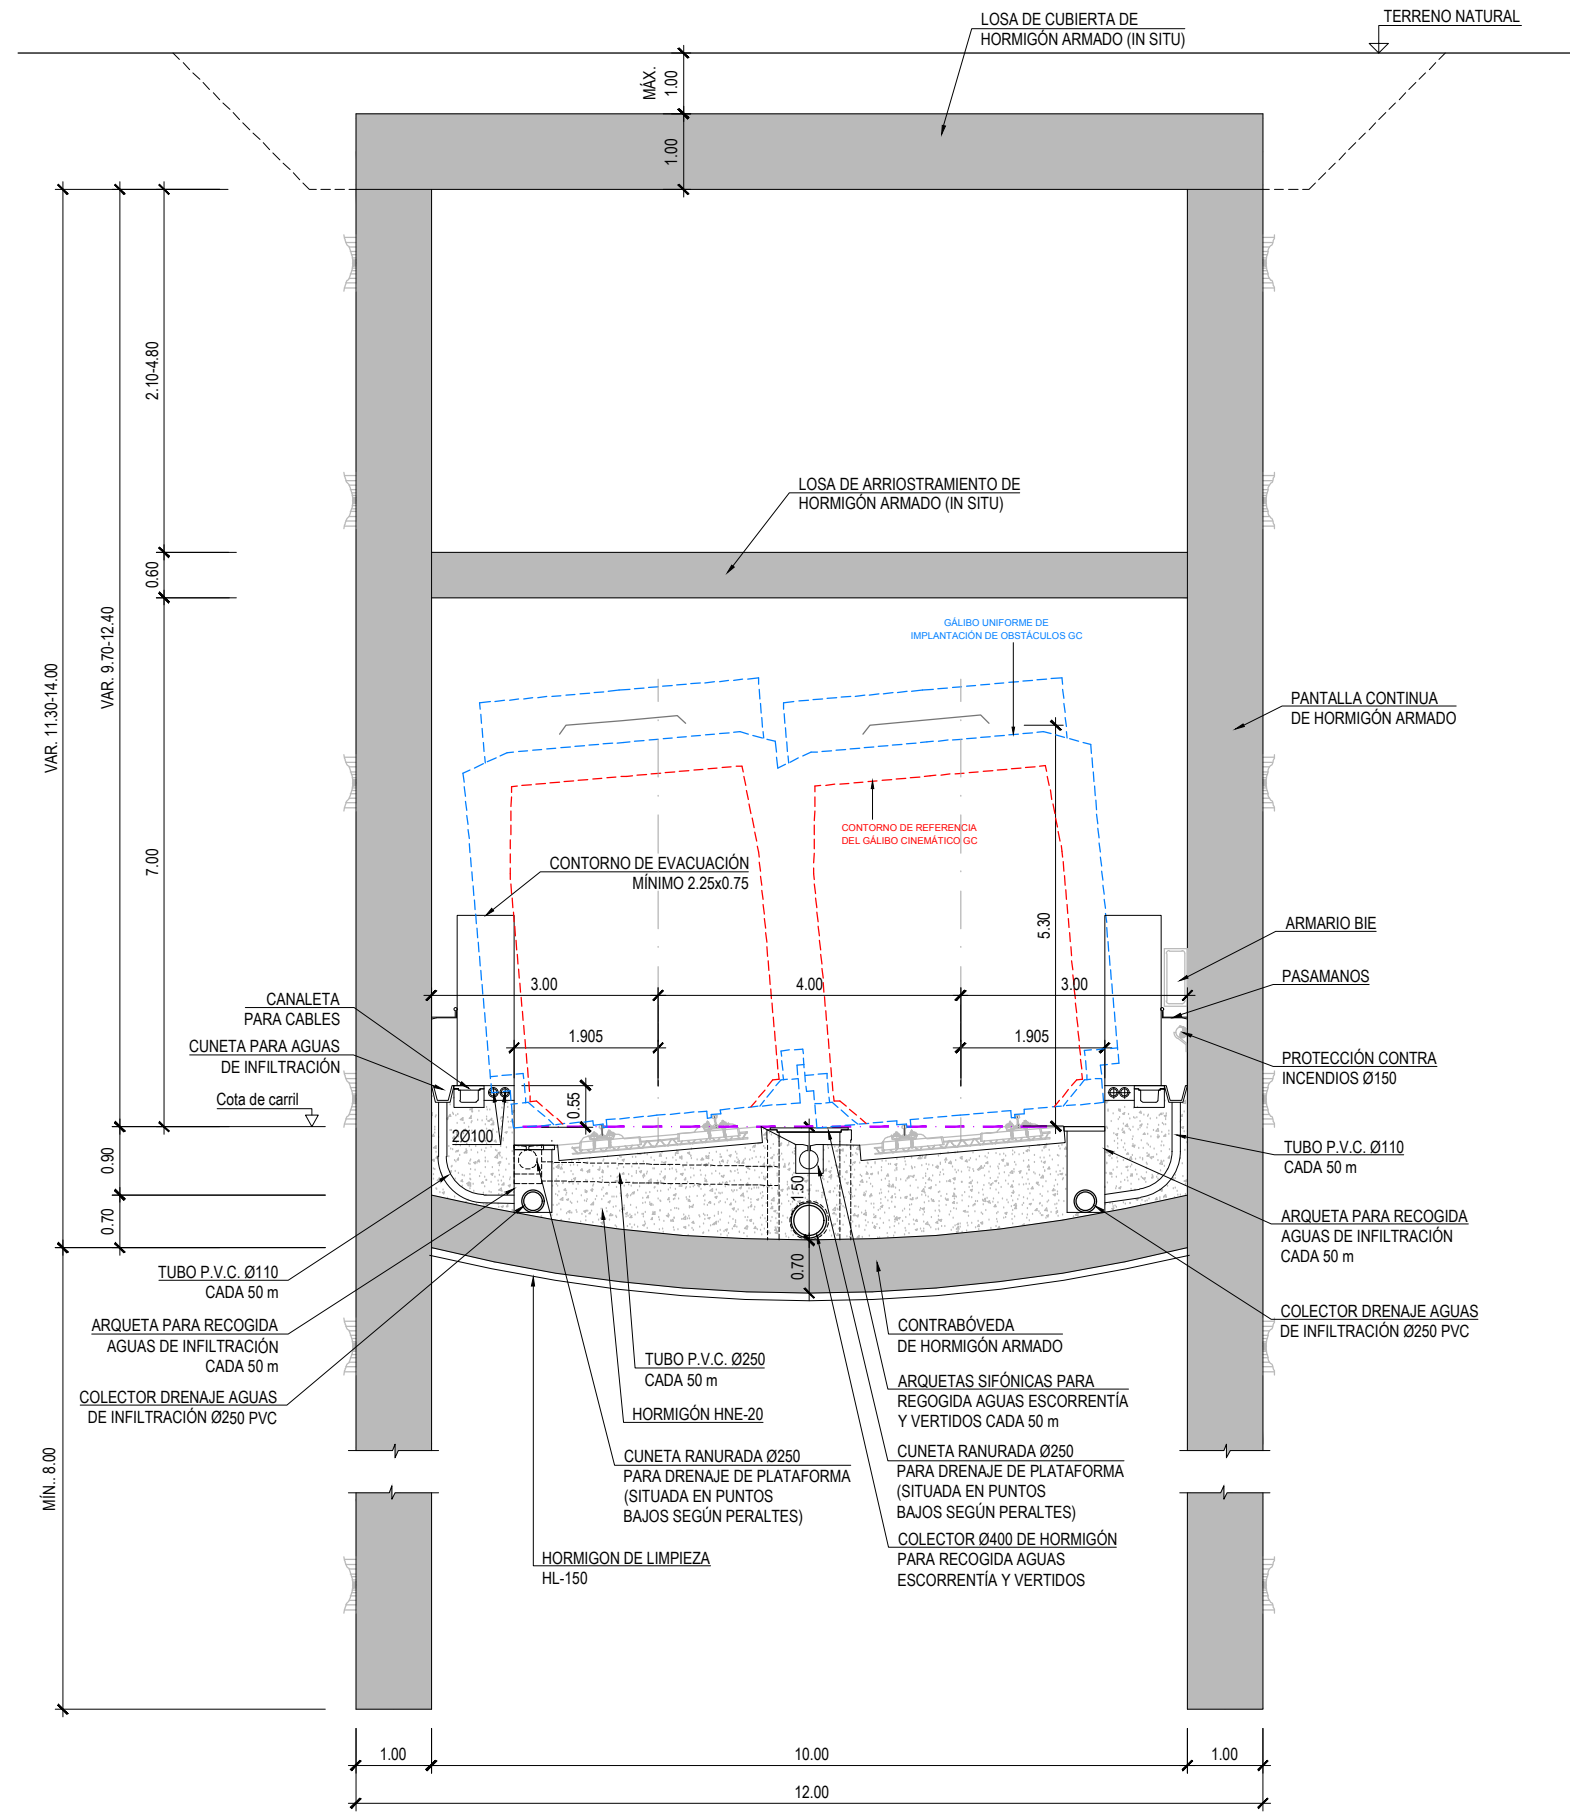 LOSA DE CUBIERTA DE
HORMIGÓN ARMADO (IN SITU)
TERRENO NATURAL
MÁX.
1.00
1.00
2.10-4.80
0.60
VAR. 9.70-12.40
VAR. 11.30-14.00
7.00
LOSA DE ARRIOSTRAMIENTO DE
HORMIGÓN ARMADO (IN SITU)
GÁLIBO UNIFORME DE
IMPLANTACIÓN DE OBSTÁCULOS GC
PANTALLA CONTINUA
DE HORMIGÓN ARMADO
CONTORNO DE REFERENCIA
DEL GÁLIBO CINEMÁTICO GC
CONTORNO DE EVACUACIÓN
MÍNIMO 2.25x0.75
5.30
ARMARIO BIE
PASAMANOS
3.00
4.00
3.00
CANALETA
PARA CABLES
1.905
1.905
CUNETA PARA AGUAS
DE INFILTRACIÓN
PROTECCIÓN CONTRA
INCENDIOS Ø150
Cota de carril
0.55
2Ø100
0.90
0.70
1.50
0.70
TUBO P.V.C. Ø110
CADA 50 m
ARQUETA PARA RECOGIDA
AGUAS DE INFILTRACIÓN
CADA 50 m
TUBO P.V.C. Ø110
CADA 50 m
ARQUETA PARA RECOGIDA
AGUAS DE INFILTRACIÓN
CADA 50 m
COLECTOR DRENAJE AGUAS
DE INFILTRACIÓN Ø250 PVC
COLECTOR DRENAJE AGUAS
DE INFILTRACIÓN Ø250 PVC
CONTRABÓVEDA
DE HORMIGÓN ARMADO
TUBO P.V.C. Ø250
CADA 50 m
ARQUETAS SIFÓNICAS PARA
REGOGIDA AGUAS ESCORRENTÍA
Y VERTIDOS CADA 50 m
HORMIGÓN HNE-20
CUNETA RANURADA Ø250
PARA DRENAJE DE PLATAFORMA
(SITUADA EN PUNTOS
BAJOS SEGÚN PERALTES)
CUNETA RANURADA Ø250
PARA DRENAJE DE PLATAFORMA
(SITUADA EN PUNTOS
BAJOS SEGÚN PERALTES)
MÍN.. 8.00
HORMIGON DE LIMPIEZA
HL-150
COLECTOR Ø400 DE HORMIGÓN
PARA RECOGIDA AGUAS
ESCORRENTÍA Y VERTIDOS
1.00
10.00
1.00
12.00